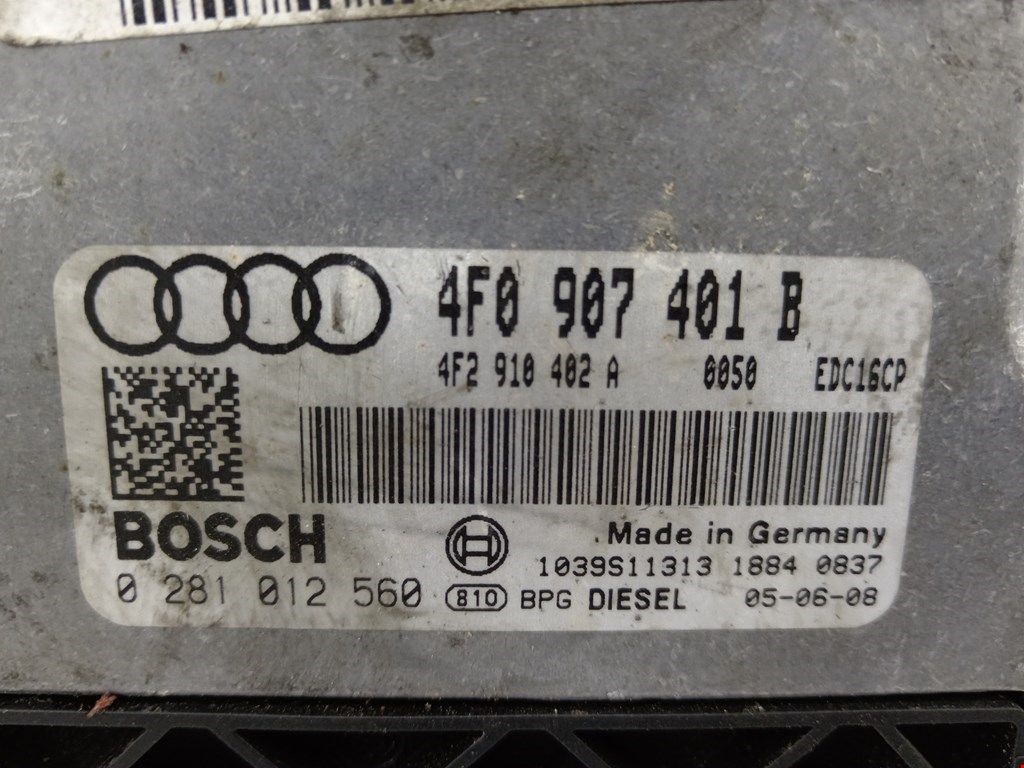 4F0 907 401 B
4F2 910 402 A 0050 EDC16CP
BOSCH
Made in Germany
1039S11313 1884 0837
0 281 012 560
810 BPG DIESEL 05-06-08